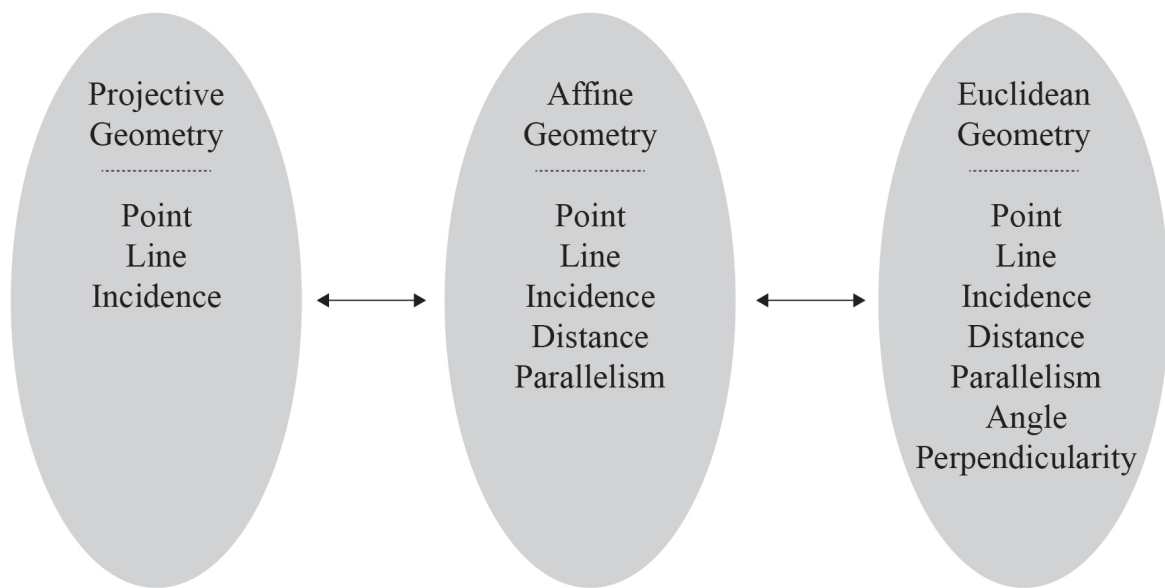 Projective
Geometry
Point
Line
Incidence
Affine
Geometry
Point
Line
Incidence
Distance
Parallelism
Euclidean
Geometry
Point
Line
Incidence
Distance
Parallelism
Angle
Perpendicularity